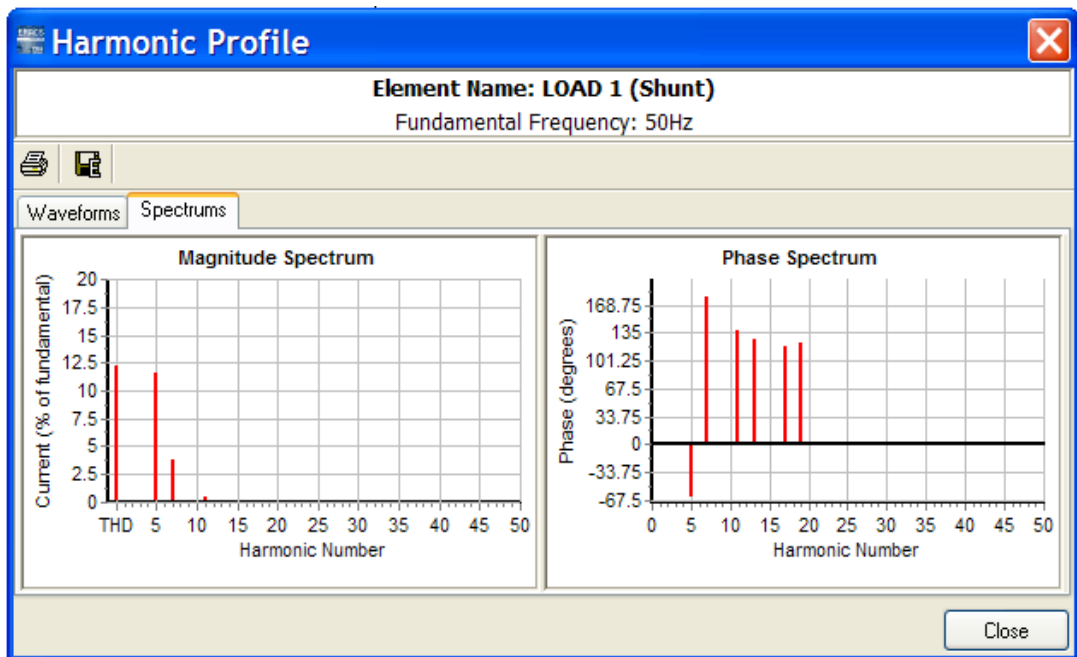 Harmonic Profile
Element Name: LOAD 1 (Shunt)
Fundamental Frequency: 50Hz
Waveforms
Spectrums
Magnitude Spectrum
Current (% of fundamental)
20
17.5
15
12.5
10
7.5
5
2.5
0
THD 5 10 15 20 25 30 35 40 45 50
Harmonic Number
Phase Spectrum
Phase (degrees)
168.75
135
101.25
67.5
33.75
0
-33.75
-67.5
0 5 10 15 20 25 30 35 40 45 50
Harmonic Number
Close